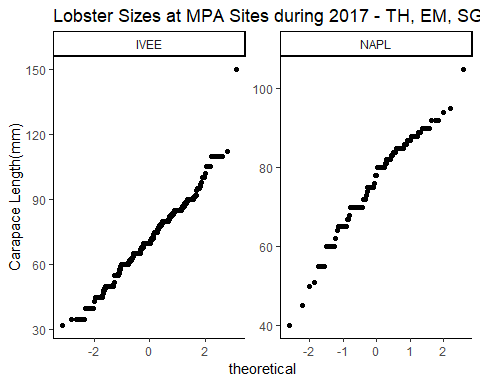 Lobster Sizes at MPA Sites during 2017 - TH, EM, SG
IVEE NAPL
Carapace Length(mm)
150
120
90
60
30
100
80
60
40
-2 0 2 -2 -1 0 1 2
theoretical